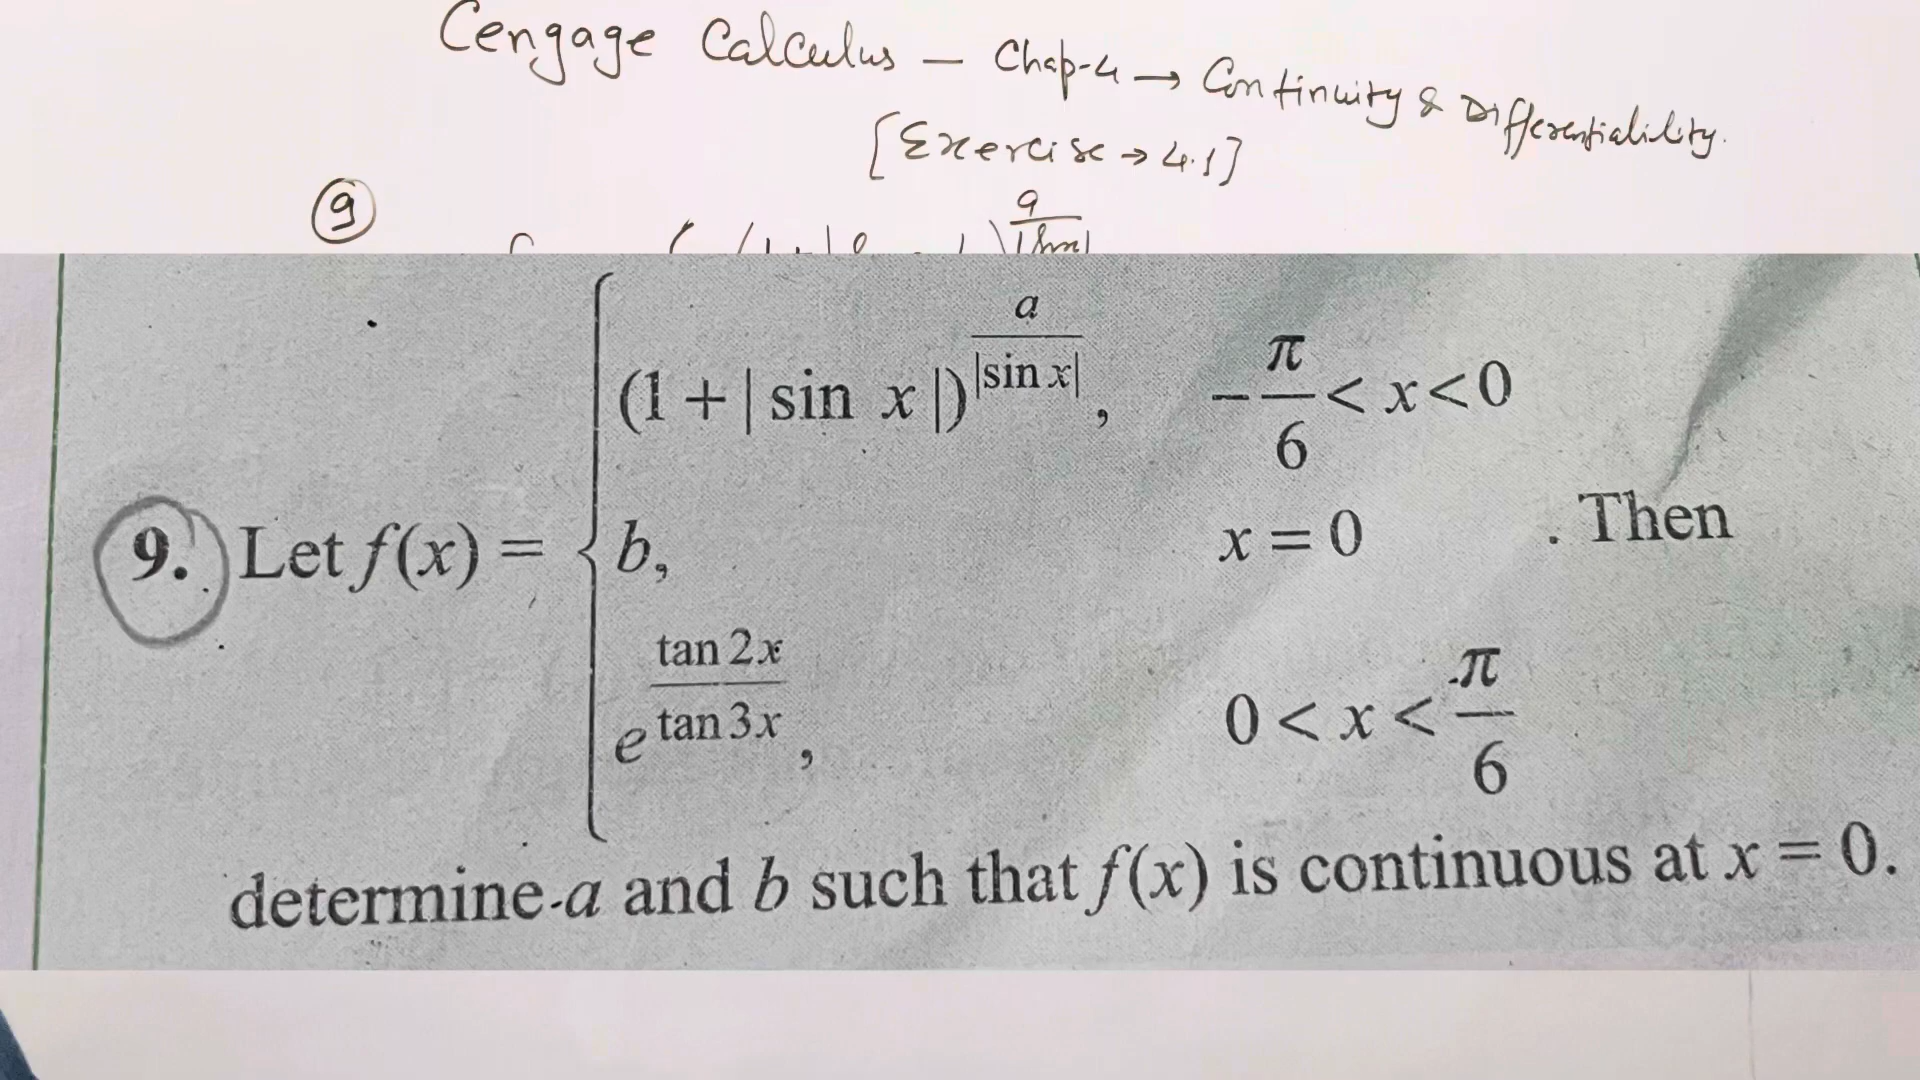 Cengage Calculus — Chap-4 → Continuity & Differentiability.
[Exercise → 4.1]
9
9. Let f(x) = { (1 + | sin x |)^(a/|sin x|), -π/6 < x < 0
b, x = 0 . Then
e^(tan 2x/tan 3x), 0 < x < π/6
determine a and b such that f(x) is continuous at x = 0.